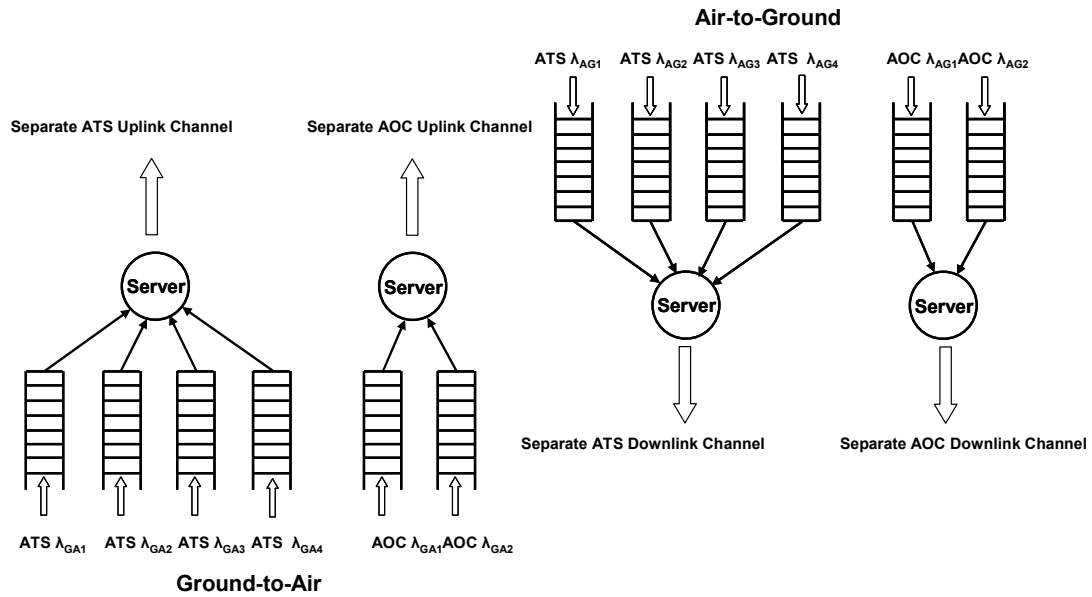 Air-to-Ground
ATS λAG1 ATS λAG2 ATS λAG3 ATS λAG4 AOC λAG1 AOC λAG2
Separate ATS Uplink Channel Separate AOC Uplink Channel
Server Server
Server Server
Separate ATS Downlink Channel Separate AOC Downlink Channel
ATS λGA1 ATS λGA2 ATS λGA3 ATS λGA4 AOC λGA1 AOC λGA2
Ground-to-Air